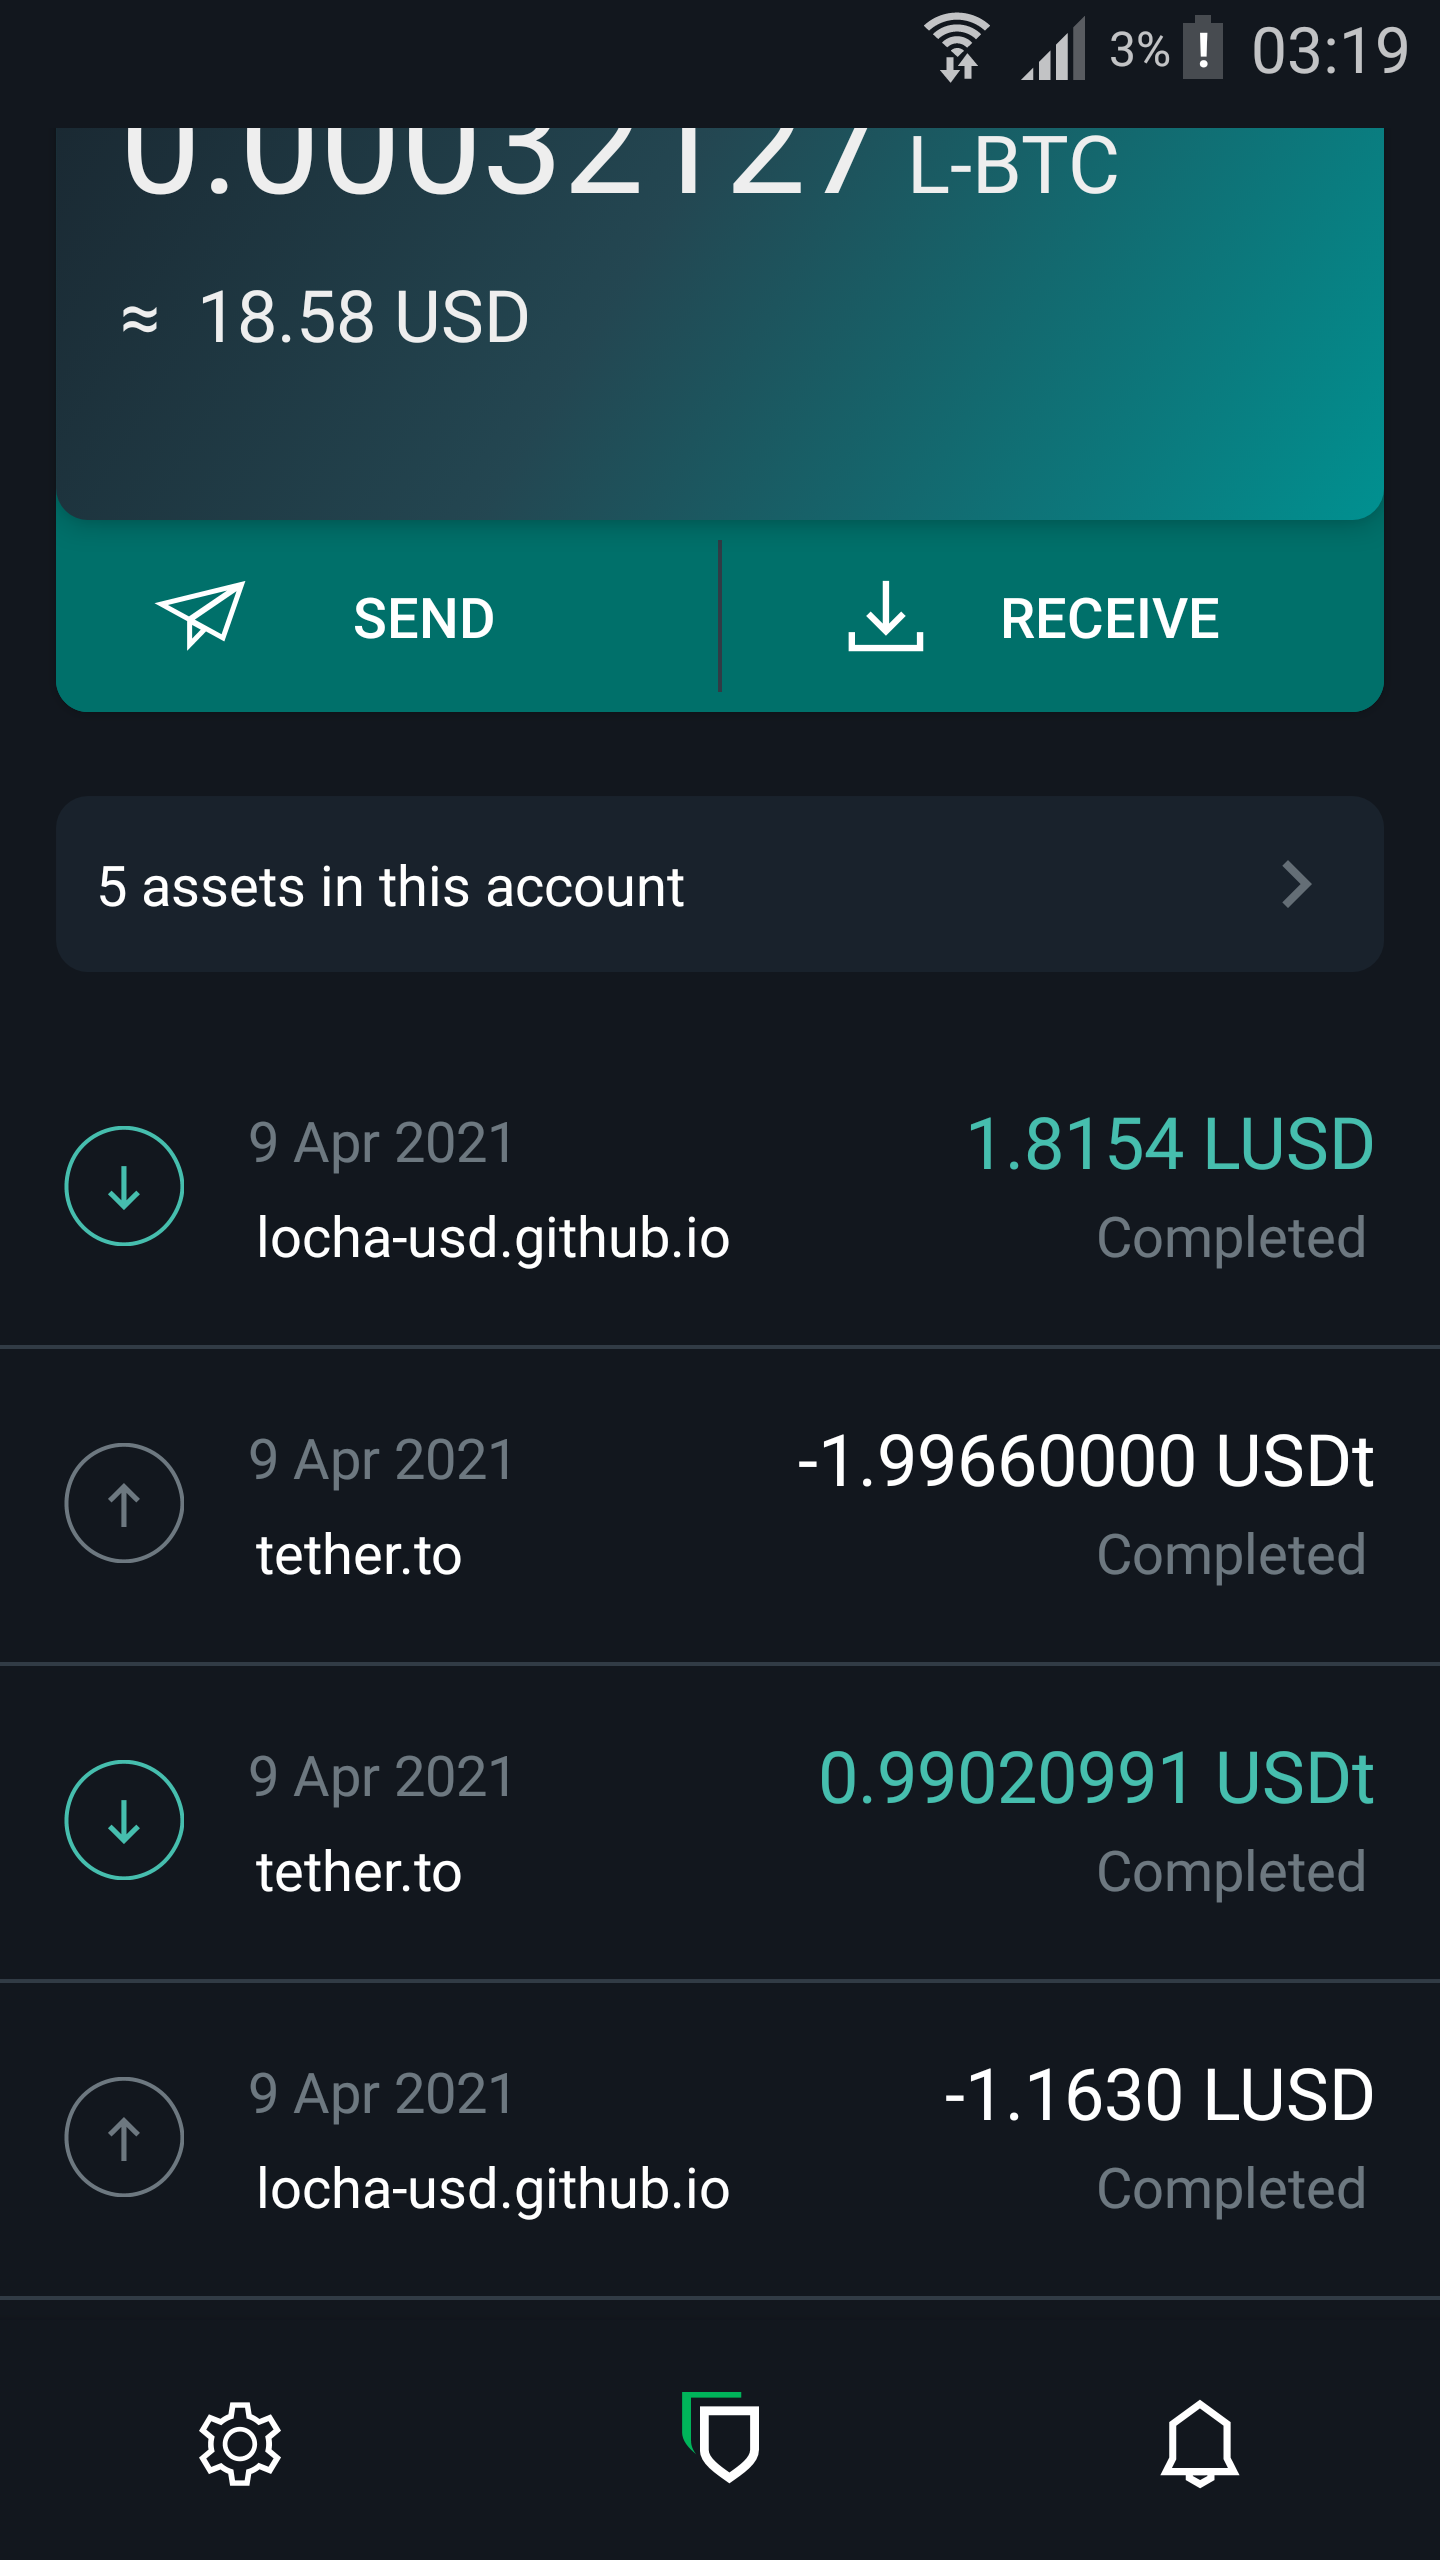 3% 03:19
0.00032127 L-BTC
≈ 18.58 USD
SEND RECEIVE
5 assets in this account
9 Apr 2021 1.8154 LUSD
locha-usd.github.io Completed
9 Apr 2021 -1.99660000 USDt
tether.to Completed
9 Apr 2021 0.99020991 USDt
tether.to Completed
9 Apr 2021 -1.1630 LUSD
locha-usd.github.io Completed